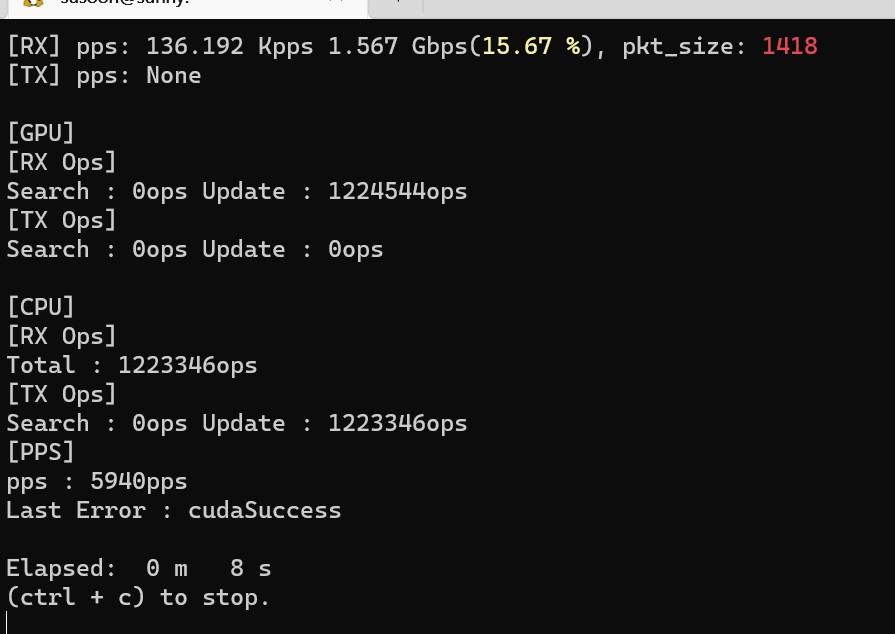 [RX] pps: 136.192 Kpps 1.567 Gbps(15.67 %), pkt_size: 1418
[TX] pps: None
[GPU]
[RX Ops]
Search : 0ops Update : 1224544ops
[TX Ops]
Search : 0ops Update : 0ops
[CPU]
[RX Ops]
Total : 1223346ops
[TX Ops]
Search : 0ops Update : 1223346ops
[PPS]
pps : 5940pps
Last Error : cudaSuccess
Elapsed:  0 m   8 s
(ctrl + c) to stop.